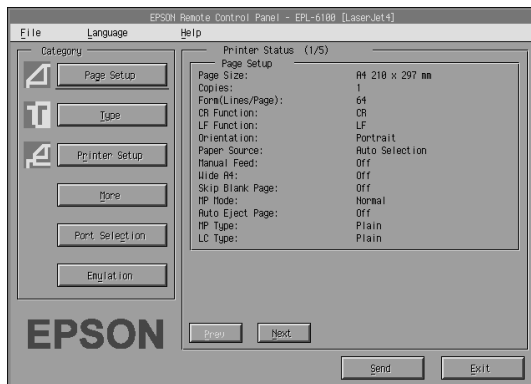 EPSON Remote Control Panel - EPL-6100 [LaserJet4]
File Language Help
Category
Page Setup
Type
Printer Setup
More
Port Selection
Emulation
EPSON
Printer Status (1/5)
Page Setup
Page Size: A4 210 x 297 mm
Copies: 1
Form(Lines/Page): 64
CR Function: CR
LF Function: LF
Orientation: Portrait
Paper Source: Auto Selection
Manual Feed: Off
Wide A4: Off
Skip Blank Page: Off
MP Mode: Normal
Auto Eject Page: Off
MP Type: Plain
LC Type: Plain
Prev Next
Send Exit